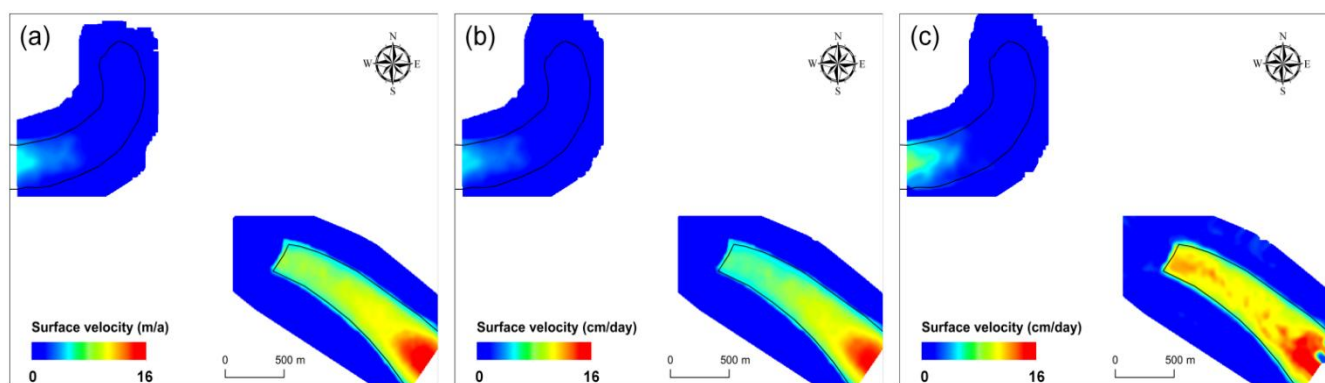 (a)
N
W E
S
Surface velocity (m/a)
0 16
0 500 m
(b)
N
W E
S
Surface velocity (cm/day)
0 16
0 500 m
(c)
N
W E
S
Surface velocity (cm/day)
0 16
0 500 m